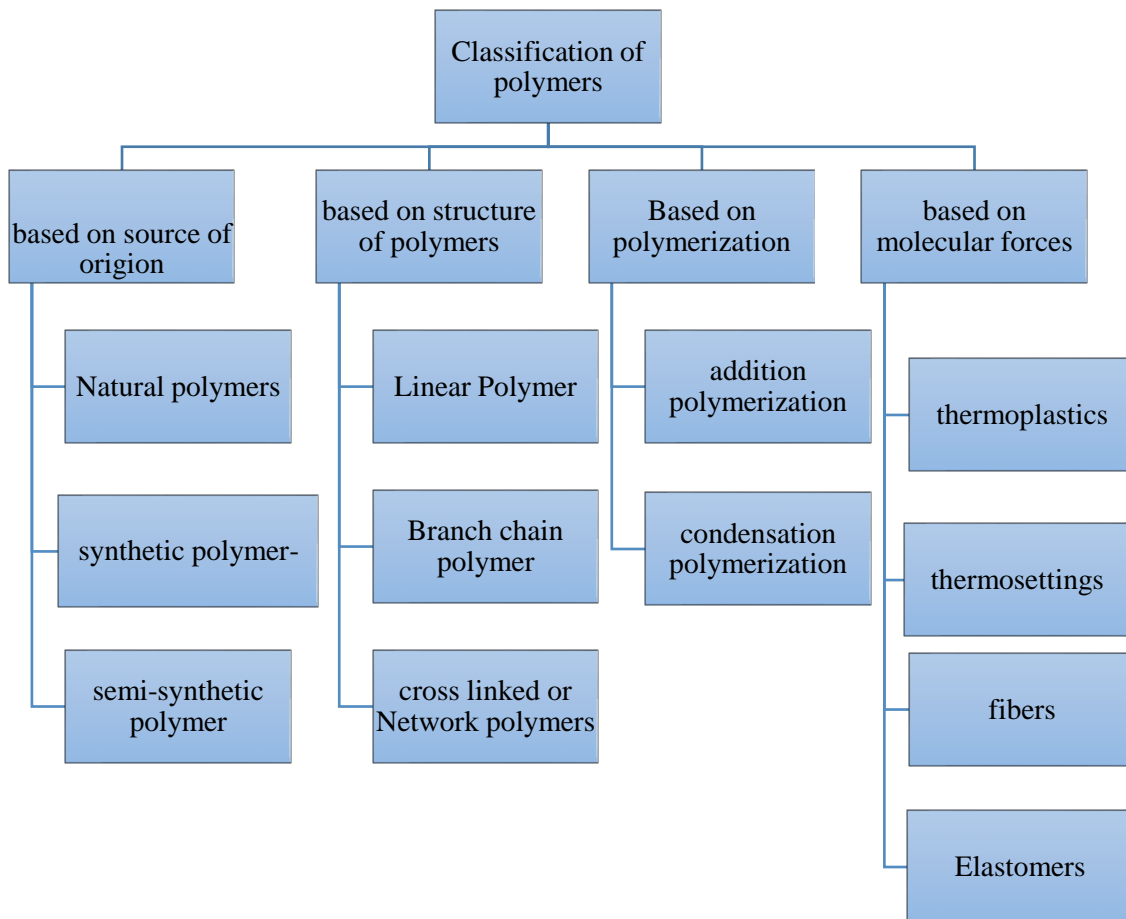 Classification of
polymers
based on source of
origion
Natural polymers
synthetic polymer-
semi-synthetic
polymer
based on structure
of polymers
Linear Polymer
Branch chain
polymer
cross linked or
Network polymers
Based on
polymerization
addition
polymerization
condensation
polymerization
based on
molecular forces
thermoplastics
thermosettings
fibers
Elastomers